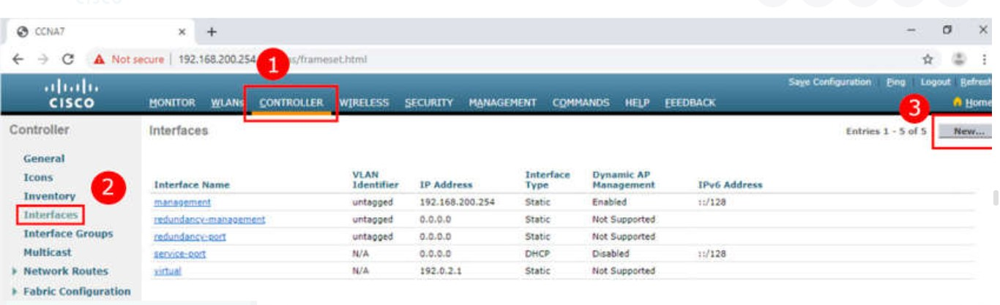 CCNA7
Not secure | 192.168.200.254 /frameset.html
1
Save Configuration Ping Logout Refresh
CISCO
MONITOR WLANs CONTROLLER WIRELESS SECURITY MANAGEMENT COMMANDS HELP FEEDBACK
3
Home
Controller
Interfaces
Entries 1 - 5 of 5
New...
General
Icons
2
Inventory
Interfaces
Interface Groups
Multicast
Network Routes
Fabric Configuration
Interface Name VLAN Identifier IP Address Interface Type Dynamic AP Management IPv6 Address
management untagged 192.168.200.254 Static Enabled ::/128
redundancy-management untagged 0.0.0.0 Static Not Supported
redundancy-port untagged 0.0.0.0 Static Not Supported
service-port N/A 0.0.0.0 DHCP Disabled ::/128
virtual N/A 192.0.2.1 Static Not Supported